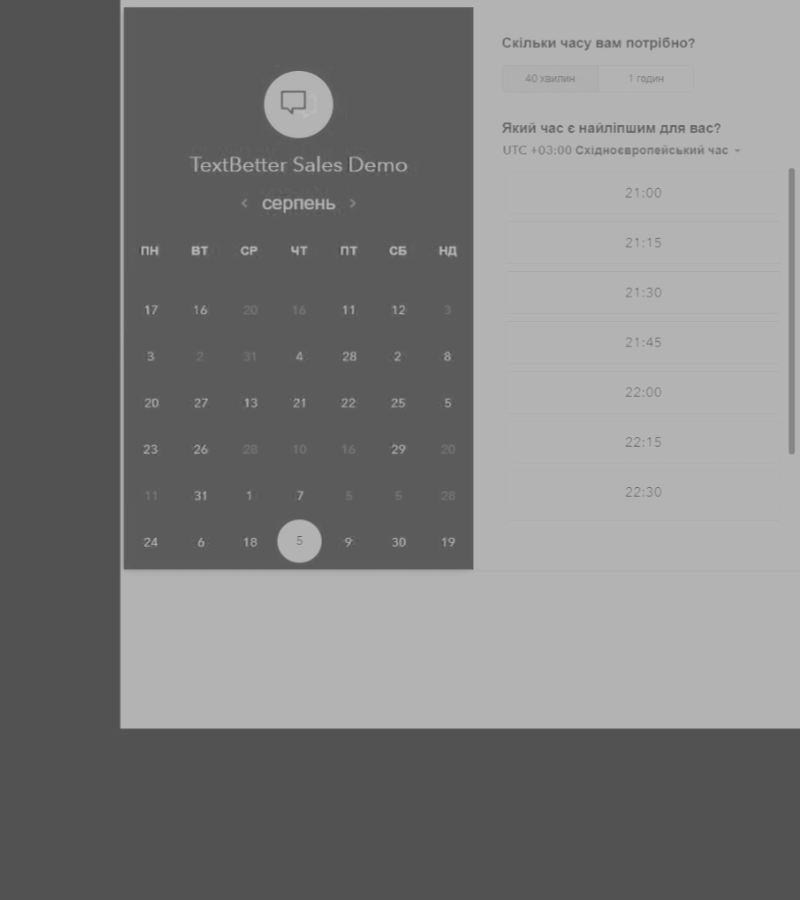 TextBetter Sales Demo
серпень
ПН ВТ СР ЧТ ПТ СБ НД
17 16 20 16 11 12 3
3 2 31 4 28 2 8
20 27 13 21 22 25 5
23 26 28 10 16 29 20
11 31 1 7 5 5 28
24 6 18 5 9 30 19
Скільки часу вам потрібно?
40 хвилин 1 годин
Який час є найліпшим для вас?
UTC +03:00 Східноєвропейський час
21:00
21:15
21:30
21:45
22:00
22:15
22:30